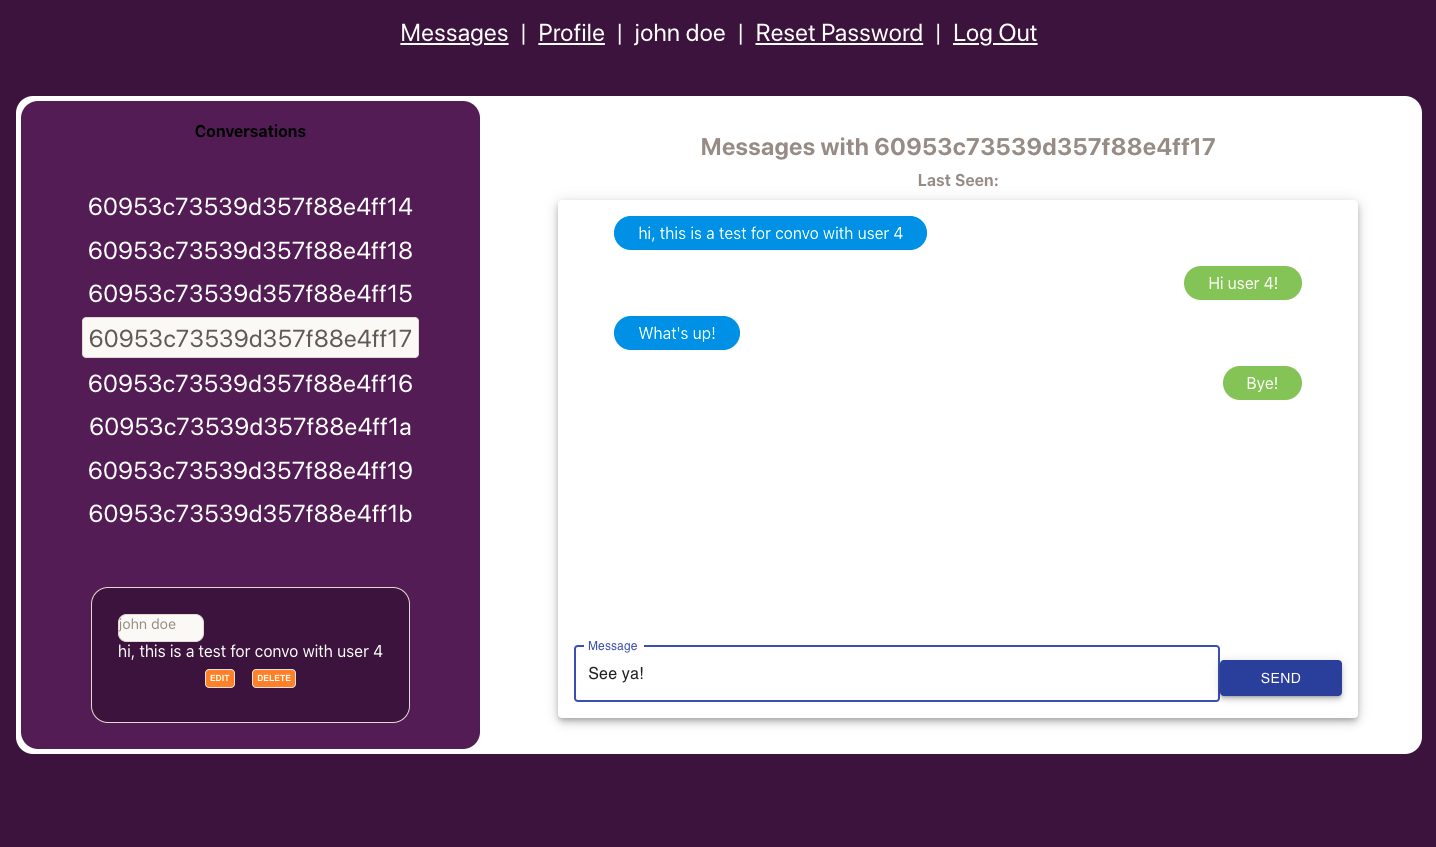 Messages | Profile | john doe | Reset Password | Log Out
Conversations
60953c73539d357f88e4ff14
60953c73539d357f88e4ff18
60953c73539d357f88e4ff15
60953c73539d357f88e4ff17
60953c73539d357f88e4ff16
60953c73539d357f88e4ff1a
60953c73539d357f88e4ff19
60953c73539d357f88e4ff1b
john doe
hi, this is a test for convo with user 4
EDIT DELETE
Messages with 60953c73539d357f88e4ff17
Last Seen:
hi, this is a test for convo with user 4
Hi user 4!
What's up!
Bye!
Message
See ya!
SEND